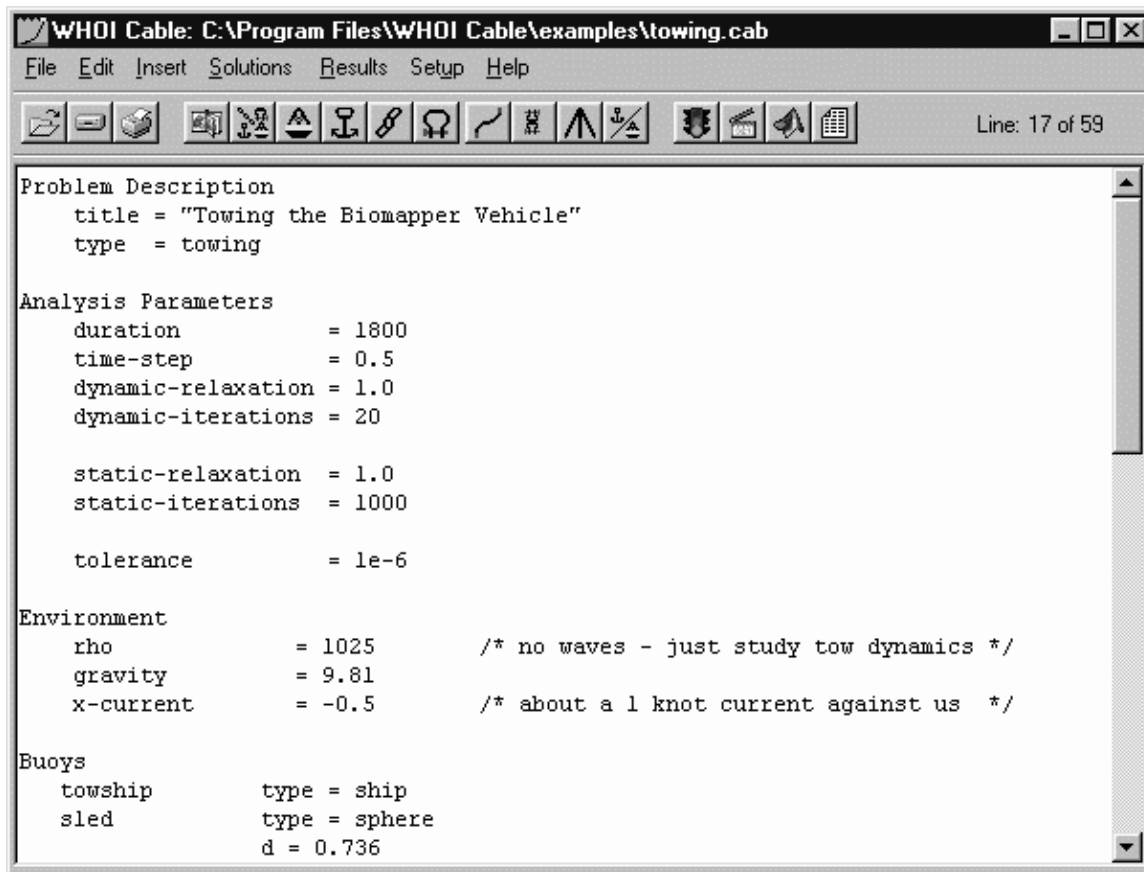 WHOI Cable: C:\Program Files\WHOI Cable\examples\towing.cab
File Edit Insert Solutions Results Setup Help
Line: 17 of 59
Problem Description
title = "Towing the Biomapper Vehicle"
type = towing
Analysis Parameters
duration = 1800
time-step = 0.5
dynamic-relaxation = 1.0
dynamic-iterations = 20
static-relaxation = 1.0
static-iterations = 1000
tolerance = 1e-6
Environment
rho = 1025 /* no waves - just study tow dynamics */
gravity = 9.81
x-current = -0.5 /* about a 1 knot current against us */
Buoys
towship type = ship
sled type = sphere
d = 0.736